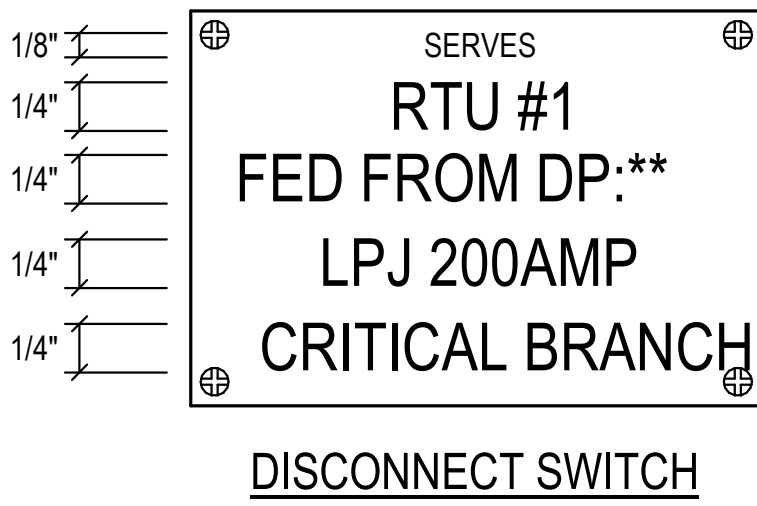 1/8"
SERVES
1/4"
RTU #1
1/4"
FED FROM DP:**
1/4"
LPJ 200AMP
1/4"
CRITICAL BRANCH
DISCONNECT SWITCH